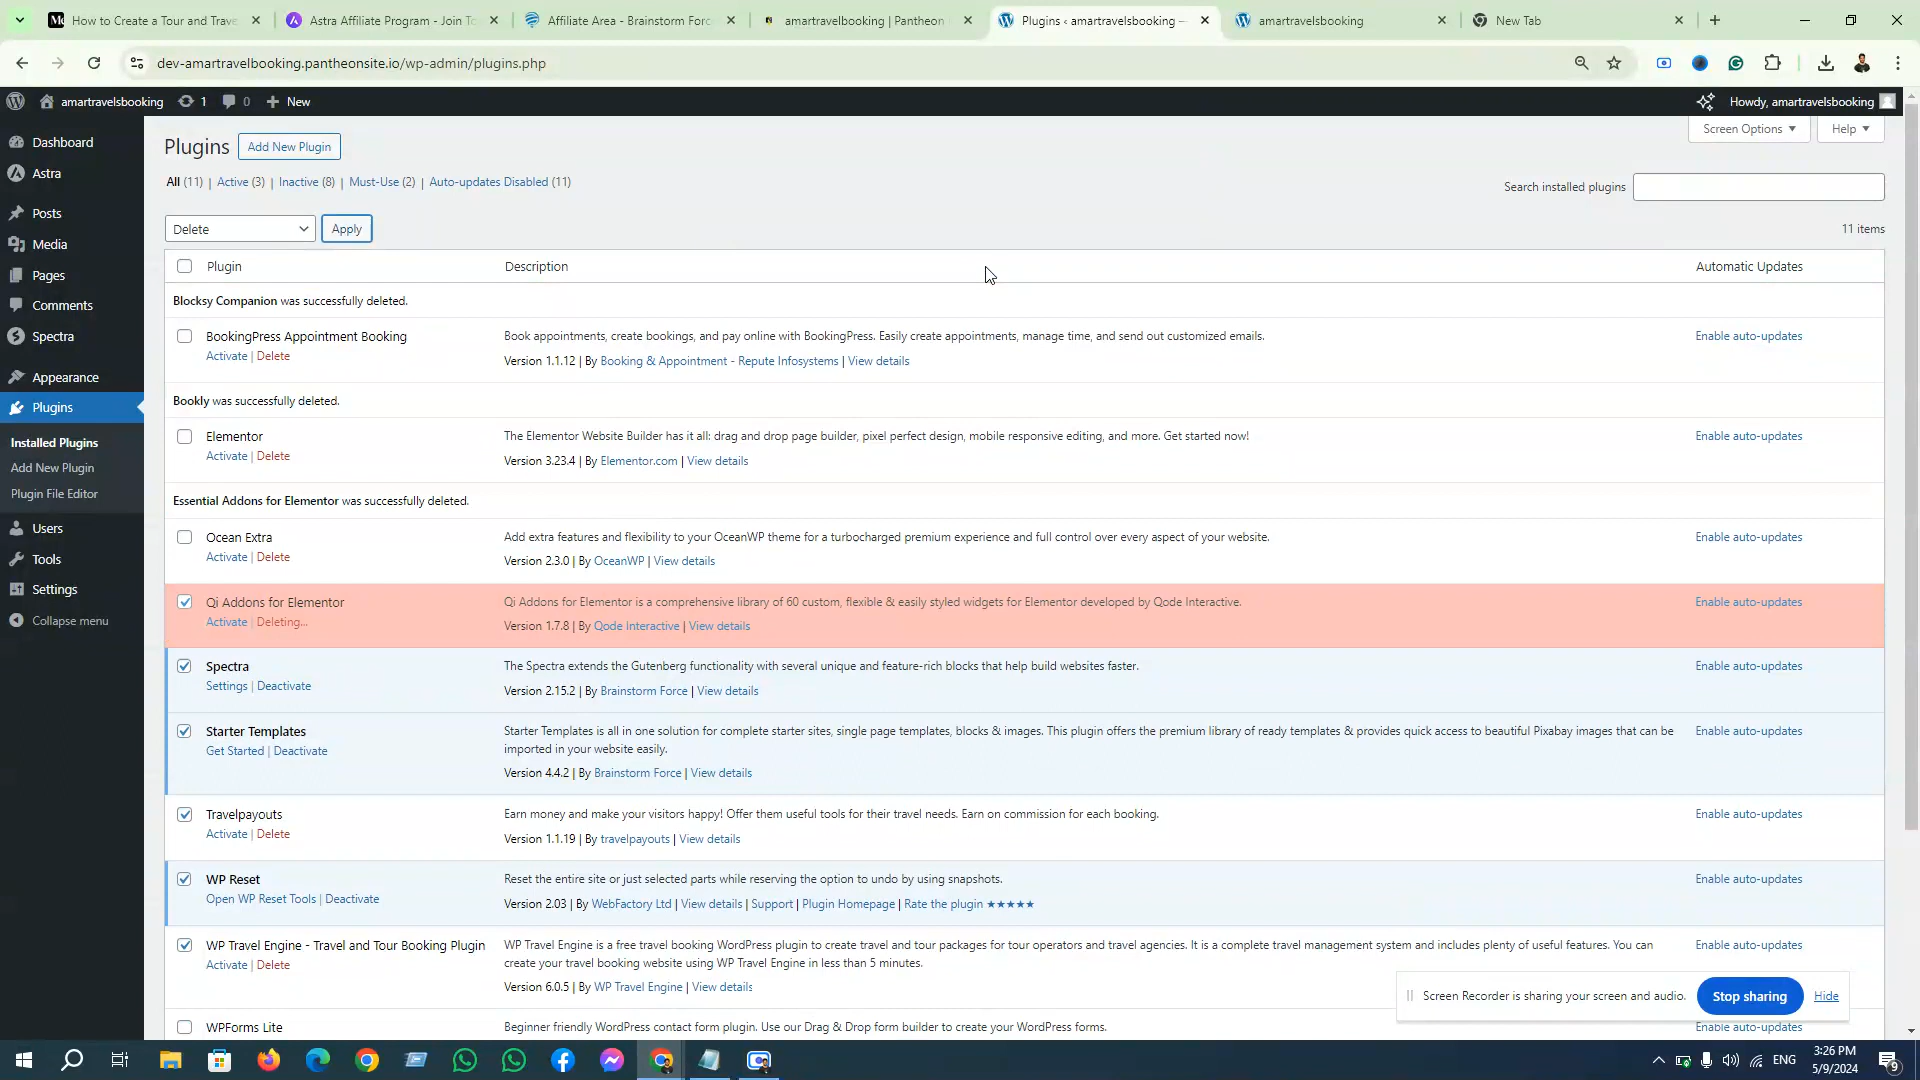 How to Create a Tour and Trave
Astra Affiliate Program - Join To
Affiliate Area - Brainstorm Forc
amartravelbooking | Pantheon
Plugins ‹ amartravelsbooking —
amartravelsbooking
New Tab
dev-amartravelbooking.pantheonsite.io/wp-admin/plugins.php
amartravelsbooking
1
0
New
Howdy, amartravelsbooking
Dashboard
Astra
Posts
Media
Pages
Comments
Spectra
Appearance
Plugins
Installed Plugins
Add New Plugin
Plugin File Editor
Users
Tools
Settings
Collapse menu
Screen Options
Help
Plugins
Add New Plugin
All (11) | Active (3) | Inactive (8) | Must-Use (2) | Auto-updates Disabled (11)
Search installed plugins
Delete
Apply
11 items
Plugin
Description
Automatic Updates
Blocksy Companion was successfully deleted.
BookingPress Appointment Booking
Activate | Delete
Book appointments, create bookings, and pay online with BookingPress. Easily create appointments, manage time, and send out customized emails.
Version 1.1.12 | By Booking & Appointment - Repute Infosystems | View details
Enable auto-updates
Bookly was successfully deleted.
Elementor
Activate | Delete
The Elementor Website Builder has it all: drag and drop page builder, pixel perfect design, mobile responsive editing, and more. Get started now!
Version 3.23.4 | By Elementor.com | View details
Enable auto-updates
Essential Addons for Elementor was successfully deleted.
Ocean Extra
Activate | Delete
Add extra features and flexibility to your OceanWP theme for a turbocharged premium experience and full control over every aspect of your website.
Version 2.3.0 | By OceanWP | View details
Enable auto-updates
Qi Addons for Elementor
Activate | Deleting...
Qi Addons for Elementor is a comprehensive library of 60 custom, flexible & easily styled widgets for Elementor developed by Qode Interactive.
Version 1.7.8 | By Qode Interactive | View details
Enable auto-updates
Spectra
Settings | Deactivate
The Spectra extends the Gutenberg functionality with several unique and feature-rich blocks that help build websites faster.
Version 2.15.2 | By Brainstorm Force | View details
Enable auto-updates
Starter Templates
Get Started | Deactivate
Starter Templates is all in one solution for complete starter sites, single page templates, blocks & images. This plugin offers the premium library of ready templates & provides quick access to beautiful Pixabay images that can be
imported in your website easily.
Version 4.4.2 | By Brainstorm Force | View details
Enable auto-updates
Travelpayouts
Activate | Delete
Earn money and make your visitors happy! Offer them useful tools for their travel needs. Earn on commission for each booking.
Version 1.1.19 | By travelpayouts | View details
Enable auto-updates
WP Reset
Open WP Reset Tools | Deactivate
Reset the entire site or just selected parts while reserving the option to undo by using snapshots.
Version 2.03 | By WebFactory Ltd | View details | Support | Plugin Homepage | Rate the plugin ★★★★★
Enable auto-updates
WP Travel Engine - Travel and Tour Booking Plugin
Activate | Delete
WP Travel Engine is a free travel booking WordPress plugin to create travel and tour packages for tour operators and travel agencies. It is a complete travel management system and includes plenty of useful features. You can
create your travel booking website using WP Travel Engine in less than 5 minutes.
Version 6.0.5 | By WP Travel Engine | View details
Enable auto-updates
WPForms Lite
Beginner friendly WordPress contact form plugin. Use our Drag & Drop form builder to create your WordPress forms.
Enable auto-updates
Screen Recorder is sharing your screen and audio.
Stop sharing
Hide
ENG
3:26 PM
5/9/2024
9